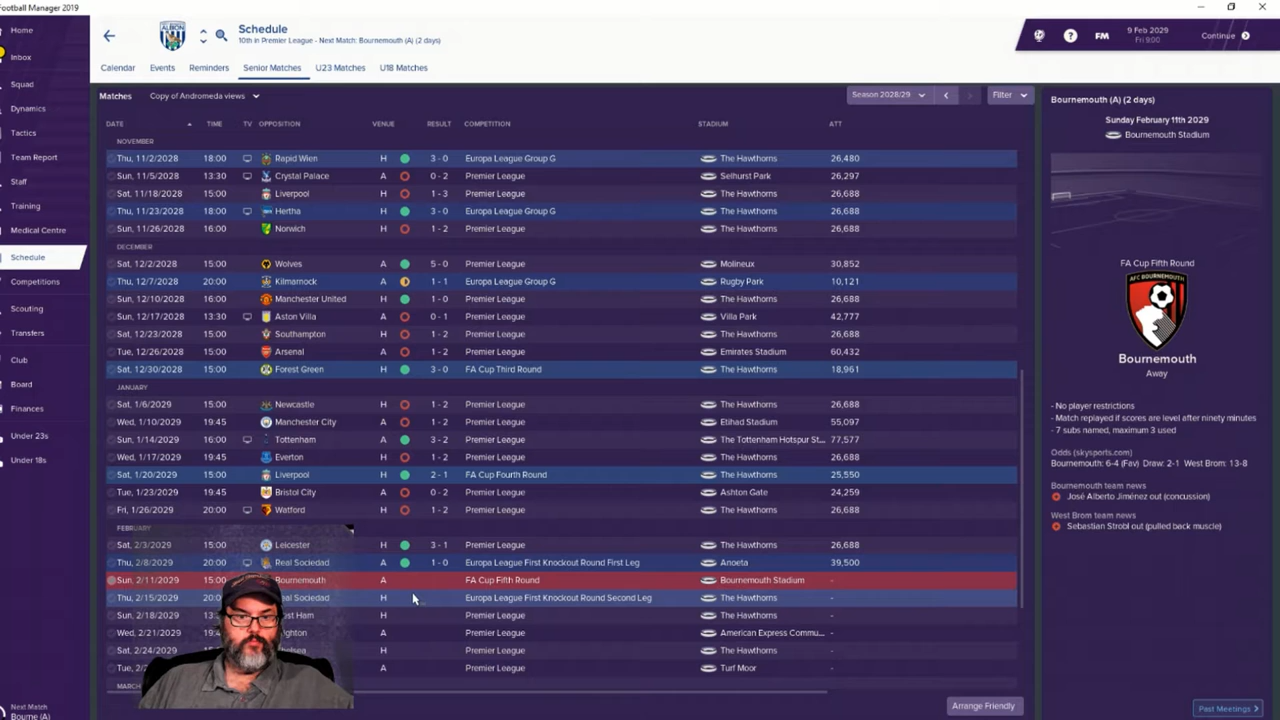 Football Manager 2019
Home
Inbox
Squad
Dynamics
Tactics
Team Report
Staff
Training
Medical Centre
Schedule
Competitions
Scouting
Transfers
Club
Board
Finances
Under 23s
Under 18s
Next Match
Bourne (A)
ALBION
Schedule
10th in Premier League - Next Match: Bournemouth (A) (2 days)
FM
9 Feb 2029
Fri 9:00
Continue
Calendar Events Reminders Senior Matches U23 Matches U18 Matches
Matches Copy of Andromeda views Season 2028/29 Filter
DATE TIME TV OPPOSITION VENUE RESULT COMPETITION STADIUM ATT
NOVEMBER
Thu, 11/2/2028 18:00 Rapid Wien H 3 - 0 Europa League Group G The Hawthorns 26,480
Sun, 11/5/2028 13:30 Crystal Palace A 0 - 2 Premier League Selhurst Park 26,297
Sat, 11/18/2028 15:00 Liverpool H 1 - 3 Premier League The Hawthorns 26,688
Thu, 11/23/2028 18:00 Hertha H 3 - 0 Europa League Group G The Hawthorns 26,688
Sun, 11/26/2028 16:00 Norwich H 1 - 2 Premier League The Hawthorns 26,688
DECEMBER
Sat, 12/2/2028 15:00 Wolves A 5 - 0 Premier League Molineux 30,852
Thu, 12/7/2028 20:00 Kilmarnock A 1 - 1 Europa League Group G Rugby Park 10,121
Sun, 12/10/2028 16:00 Manchester United H 1 - 0 Premier League The Hawthorns 26,688
Sun, 12/17/2028 13:30 Aston Villa A 0 - 1 Premier League Villa Park 42,777
Sat, 12/23/2028 15:00 Southampton H 1 - 2 Premier League The Hawthorns 26,688
Tue, 12/26/2028 15:00 Arsenal A 1 - 2 Premier League Emirates Stadium 60,432
Sat, 12/30/2028 15:00 Forest Green H 3 - 0 FA Cup Third Round The Hawthorns 18,961
JANUARY
Sat, 1/6/2029 15:00 Newcastle H 1 - 2 Premier League The Hawthorns 26,688
Wed, 1/10/2029 19:45 Manchester City A 1 - 2 Premier League Etihad Stadium 55,097
Sun, 1/14/2029 16:00 Tottenham A 3 - 2 Premier League The Tottenham Hotspur St... 77,577
Wed, 1/17/2029 19:45 Everton H 1 - 2 Premier League The Hawthorns 26,688
Sat, 1/20/2029 15:00 Liverpool H 2 - 1 FA Cup Fourth Round The Hawthorns 25,550
Tue, 1/23/2029 19:45 Bristol City A 0 - 2 Premier League Ashton Gate 24,259
Fri, 1/26/2029 20:00 Watford H 1 - 2 Premier League The Hawthorns 26,688
FEBRUARY
Sat, 2/3/2029 15:00 Leicester H 3 - 1 Premier League The Hawthorns 26,688
Thu, 2/8/2029 20:00 Real Sociedad A 1 - 0 Europa League First Knockout Round First Leg Anoeta 39,500
Sun, 2/11/2029 15:00 Bournemouth A FA Cup Fifth Round Bournemouth Stadium -
Thu, 2/15/2029 Sociedad H Europa League First Knockout Round Second Leg The Hawthorns -
Sun, 2/18/2029 Ham H Premier League The Hawthorns -
Wed, 2/21/2029 A Premier League American Express Commu... -
Sat, 2/24/2029 H Premier League The Hawthorns -
Tue, A Premier League Turf Moor -
Arrange Friendly
Bournemouth (A) (2 days)
Sunday February 11th 2029
Bournemouth Stadium
FA Cup Fifth Round
AFC BOURNEMOUTH
Bournemouth
Away
- No player restrictions
- Match replayed if scores are level after ninety minutes
- 7 subs named, maximum 3 used
Odds (skysports.com)
Bournemouth: 6-4 (Fav) Draw: 2-1 West Brom: 13-8
Bournemouth team news
José Alberto Jiménez out (concussion)
West Brom team news
Sebastian Strobl out (pulled back muscle)
Past Meetings